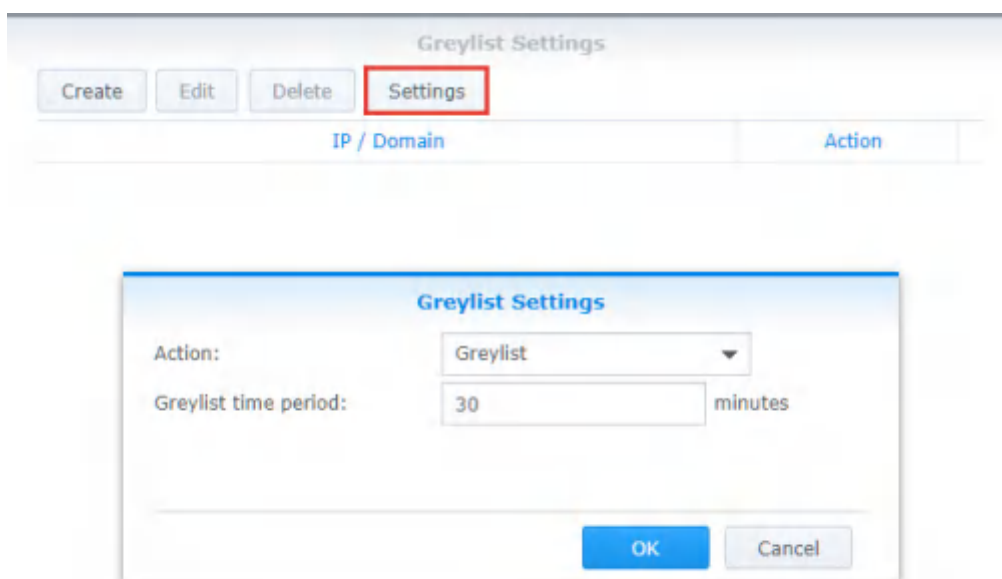 Greylist Settings
Create Edit Delete Settings
IP / Domain Action
Greylist Settings
Action: Greylist
Greylist time period: 30 minutes
OK Cancel